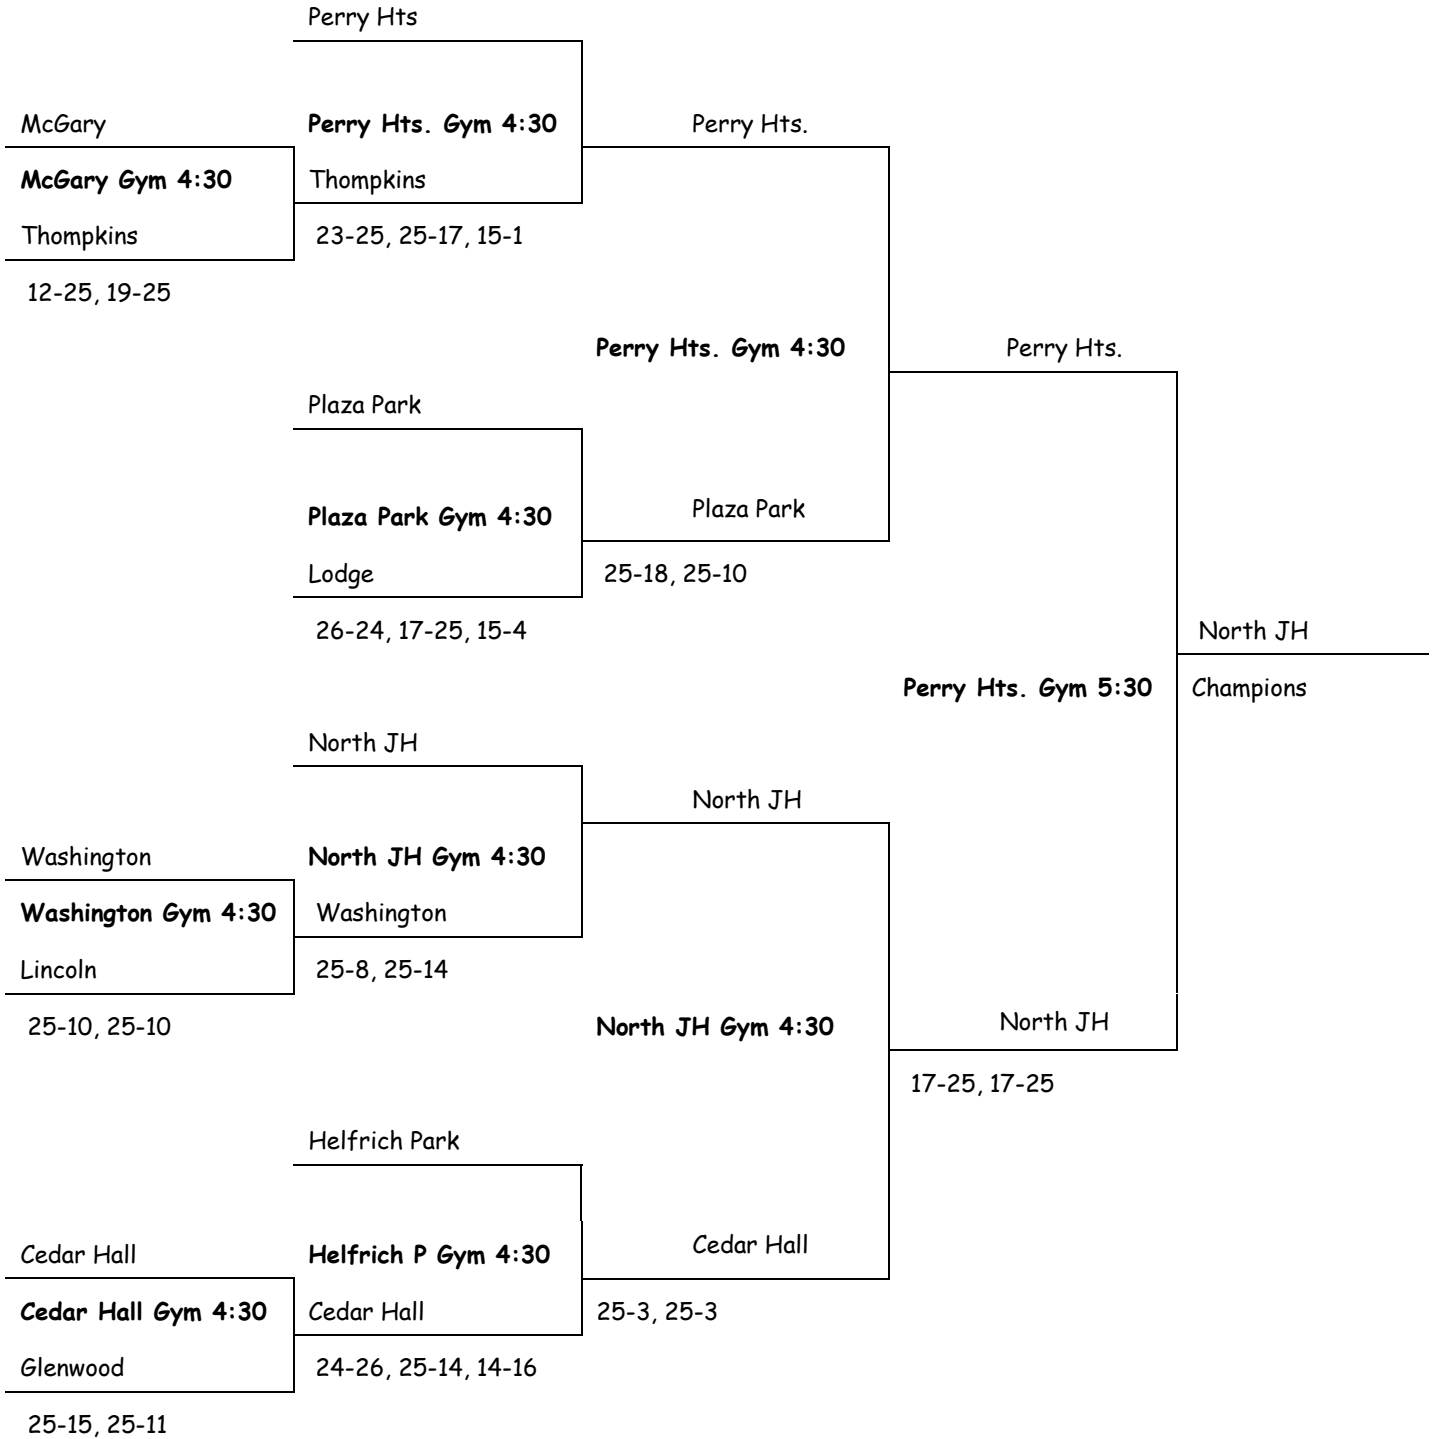 Perry Hts
McGary
Perry Hts. Gym 4:30
Perry Hts.
McGary Gym 4:30
Thompkins
Thompkins
23-25, 25-17, 15-1
12-25, 19-25
Perry Hts. Gym 4:30
Perry Hts.
Plaza Park
Plaza Park Gym 4:30
Plaza Park
Lodge
25-18, 25-10
26-24, 17-25, 15-4
North JH
Perry Hts. Gym 5:30
Champions
North JH
North JH
Washington
North JH Gym 4:30
Washington Gym 4:30
Washington
Lincoln
25-8, 25-14
25-10, 25-10
North JH Gym 4:30
North JH
17-25, 17-25
Helfrich Park
Cedar Hall
Helfrich P Gym 4:30
Cedar Hall
Cedar Hall Gym 4:30
Cedar Hall
25-3, 25-3
Glenwood
24-26, 25-14, 14-16
25-15, 25-11